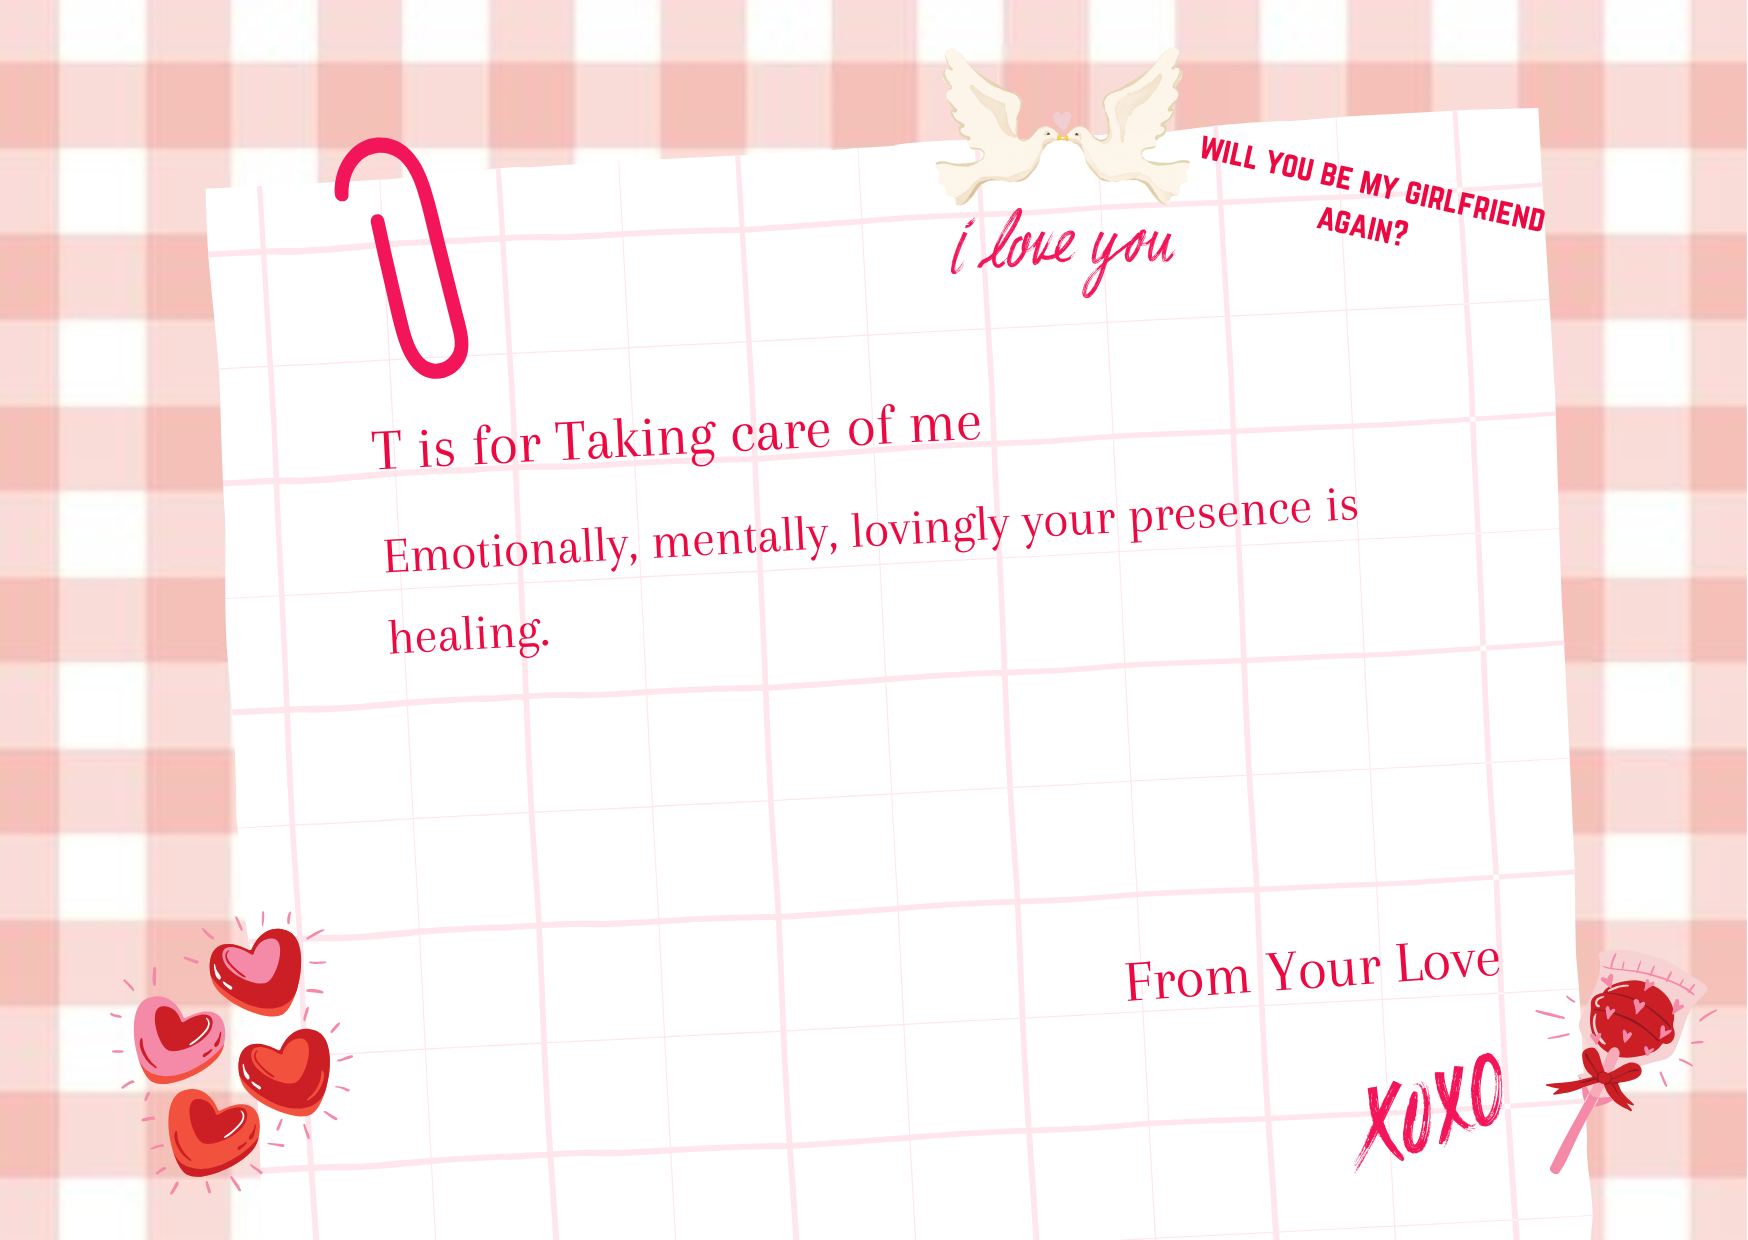 WILL YOU BE MY GIRLFRIEND
AGAIN?
i love you
T is for Taking care of me
Emotionally, mentally, lovingly your presence is
healing.
From Your Love
XOXO